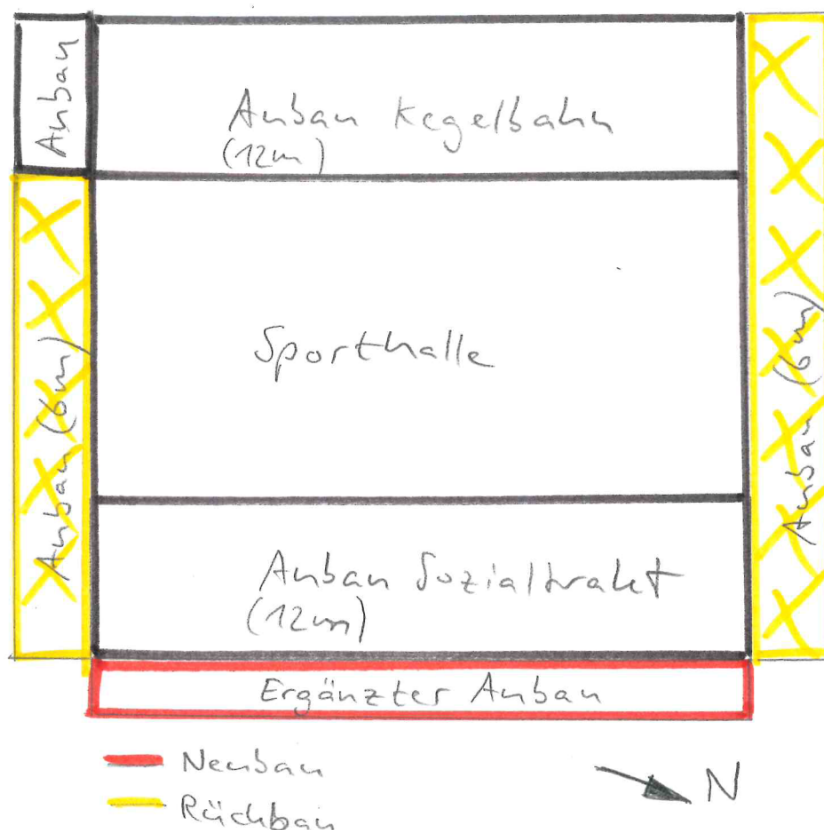 Anbau
Anbau Kegelbahn
(12m)
Sporthalle
Anbau (6m)
Anbau (6m)
Anbau Sozialtrakt
(12m)
Ergänzter Anbau
Neubau
Rückbau
N